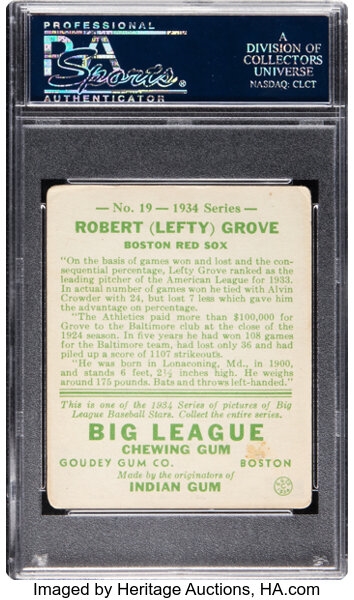 PROFESSIONAL
PSA
Sports
AUTHENTICATOR
A
DIVISION OF
COLLECTORS
UNIVERSE
NASDAQ: CLCT
— No. 19 — 1934 Series —
ROBERT (LEFTY) GROVE
BOSTON RED SOX
"On the basis of games won and lost and the con-
sequential percentage, Lefty Grove ranked as the
leading pitcher of the American League for 1933.
In actual number of games won he tied with Alvin
Crowder with 24, but lost 7 less which gave him
the advantage on percentage.
"The Athletics paid more than $100,000 for
Grove to the Baltimore club at the close of the
1924 season. In five years he had won 108 games
for the Baltimore team, had lost only 36 and had
piled up a score of 1107 strikeouts.
"He was born in Lonaconing, Md., in 1900,
and stands 6 feet, 2½ inches high. He weighs
around 175 pounds. Bats and throws left-handed."
This is one of the 1934 Series of pictures of Big
League Baseball Stars. Collect the entire series.
BIG LEAGUE
CHEWING GUM
GOUDEY GUM CO. BOSTON
Made by the originators of
INDIAN GUM
Imaged by Heritage Auctions, HA.com